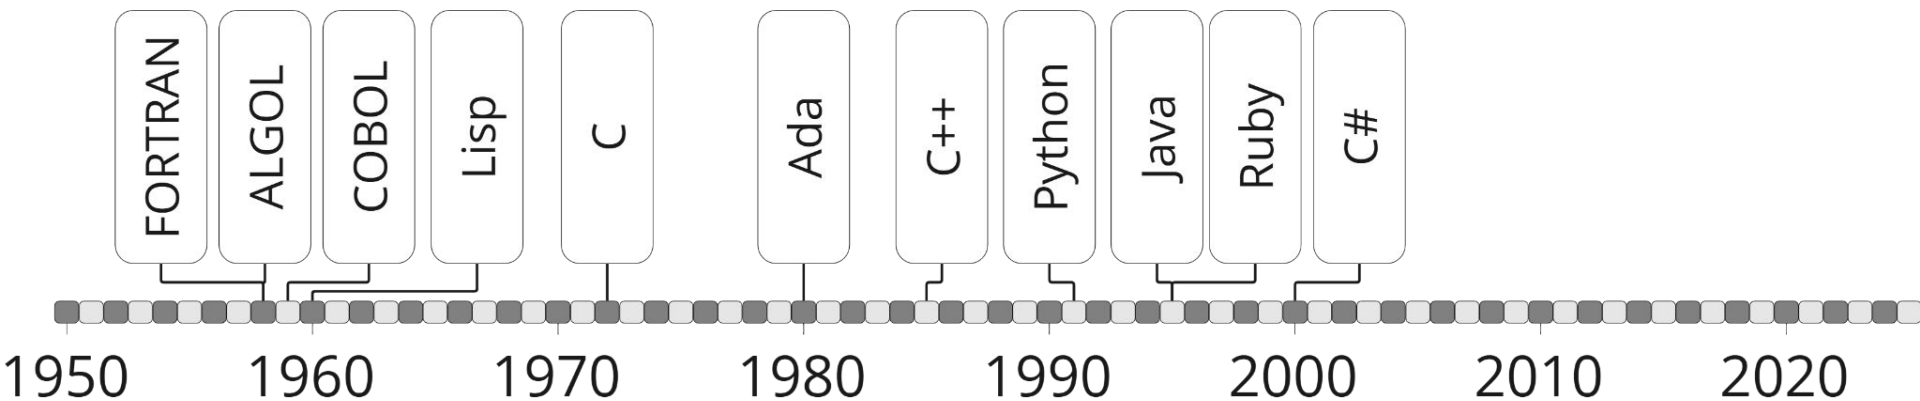 FORTRAN
ALGOL
COBOL
Lisp
C
Ada
C++
Python
Java
Ruby
C#
1950 1960 1970 1980 1990 2000 2010 2020